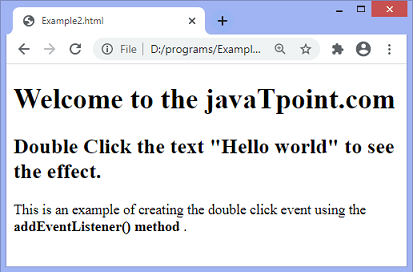 Example2.html
File D:/programs/Exampl...
Welcome to the javaTpoint.com
Double Click the text "Hello world" to see
the effect.
This is an example of creating the double click event using the
addEventListener() method .